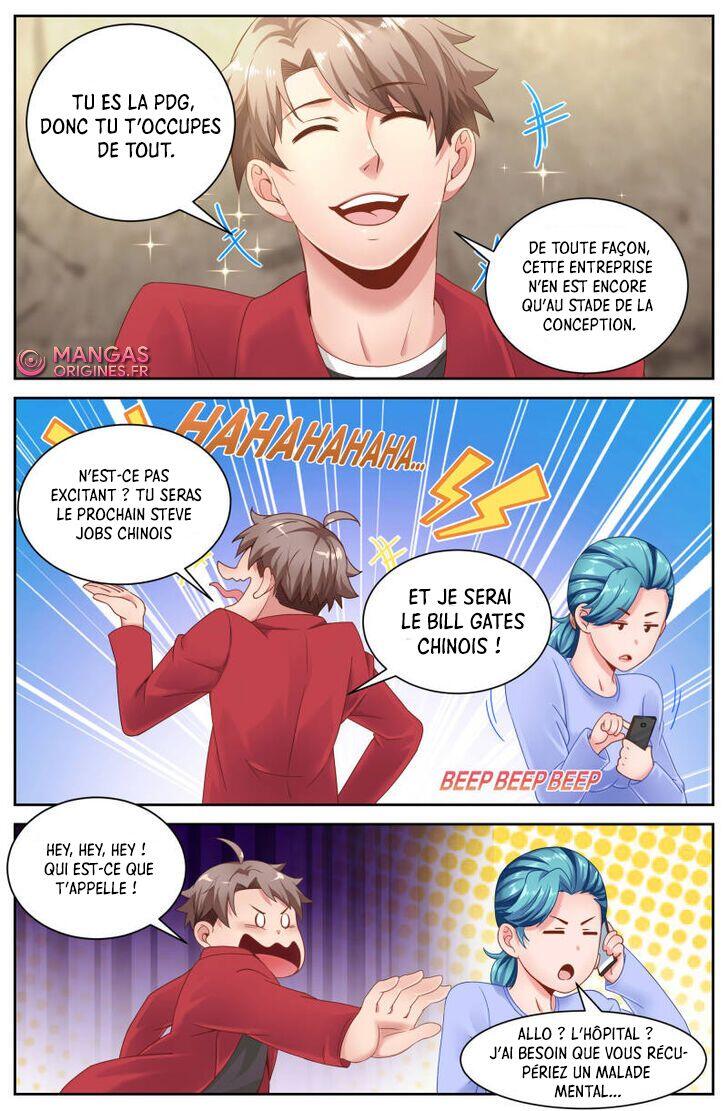 TU ES LA PDG,
DONC TU T'OCCUPES
DE TOUT.
DE TOUTE FAÇON,
CETTE ENTREPRISE
N'EN EST ENCORE
QU'AU STADE DE LA
CONCEPTION.
MANGAS
ORIGINES.FR
HAHAHAHAHA...
N'EST-CE PAS
EXCITANT ? TU SERAS
LE PROCHAIN STEVE
JOBS CHINOIS
ET JE SERAI
LE BILL GATES
CHINOIS !
BEEP BEEP BEEP
HEY, HEY, HEY !
QUI EST-CE QUE
T'APPELLE !
ALLO ? L'HÔPITAL ?
J'AI BESOIN QUE VOUS RÉCU-
PÉRIEZ UN MALADE
MENTAL...